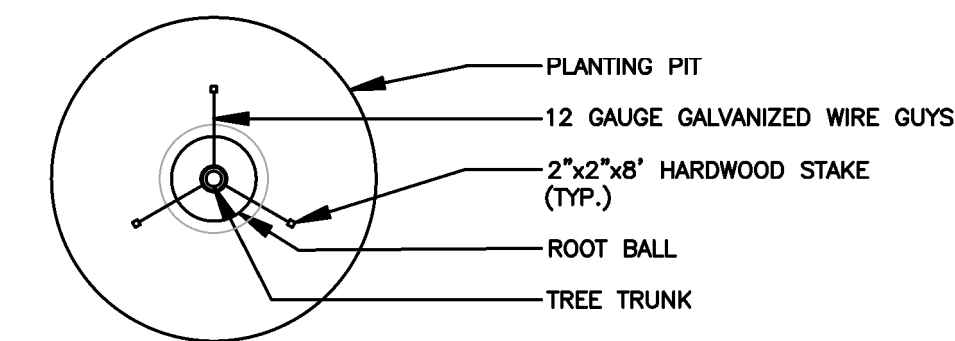 PLANTING PIT
12 GAUGE GALVANIZED WIRE GUYS
2"x2"x8' HARDWOOD STAKE
(TYP.)
ROOT BALL
TREE TRUNK